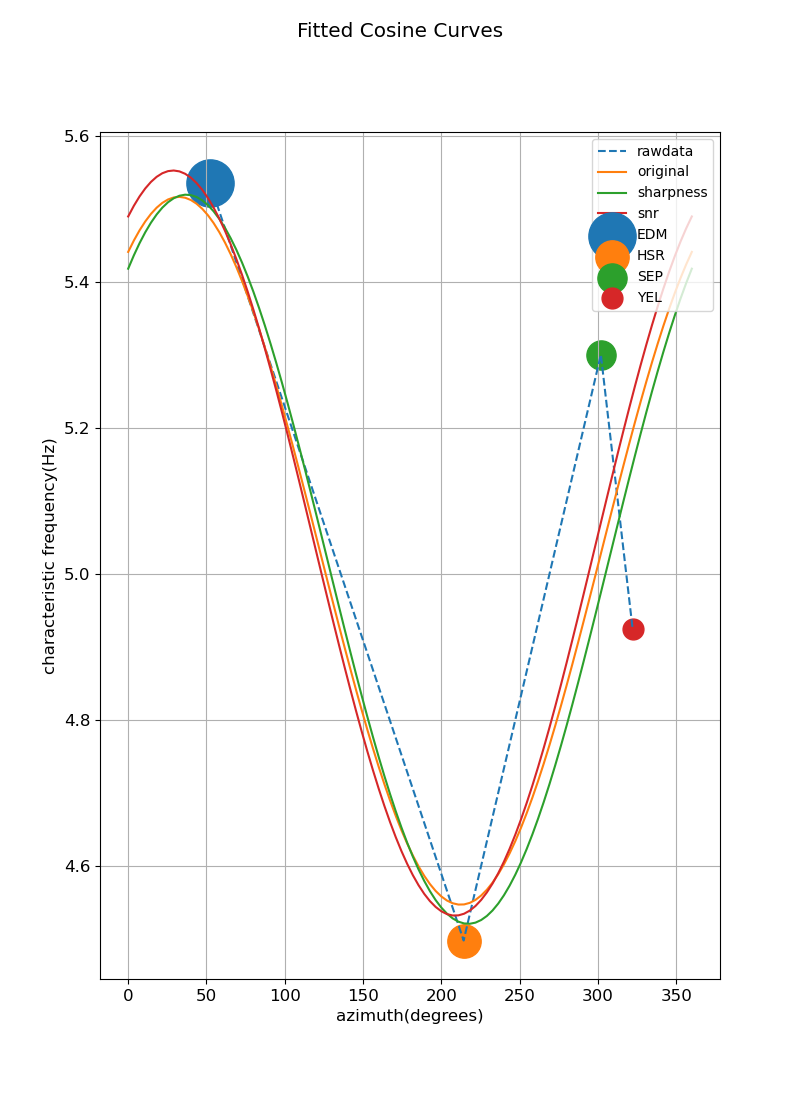 Fitted Cosine Curves
5.6
5.4
5.2
5.0
4.8
4.6
characteristic frequency(Hz)
rawdata
original
sharpness
snr
EDM
HSR
SEP
YEL
0 50 100 150 200 250 300 350
azimuth(degrees)